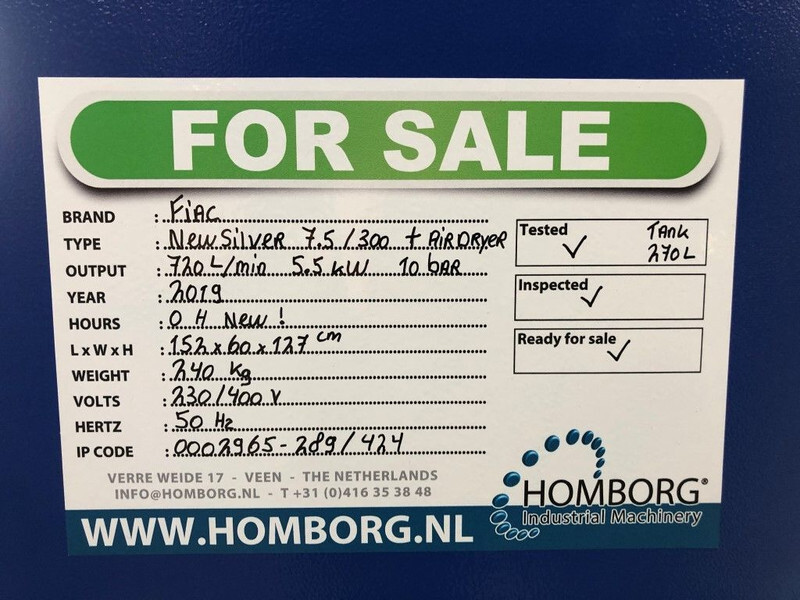 FOR SALE
BRAND : FIAC
TYPE : NEW SILVER 7.5/300 + AIRDRYER
OUTPUT : 720 L/min 5.5 kW 10 bAR
YEAR : 2019
HOURS : 0 H New !
L x W x H : 152 x 60 x 127 cm
WEIGHT : 240 Kg
VOLTS : 230/400 V
HERTZ : 50 Hz
IP CODE : 0002965-289/424
Tested ✓ TANK
270L
Inspected ✓
Ready for sale ✓
VERRE WEIDE 17 - VEEN - THE NETHERLANDS
INFO@HOMBORG.NL - T +31 (0)416 35 38 48
WWW.HOMBORG.NL
HOMBORG®
Industrial Machinery